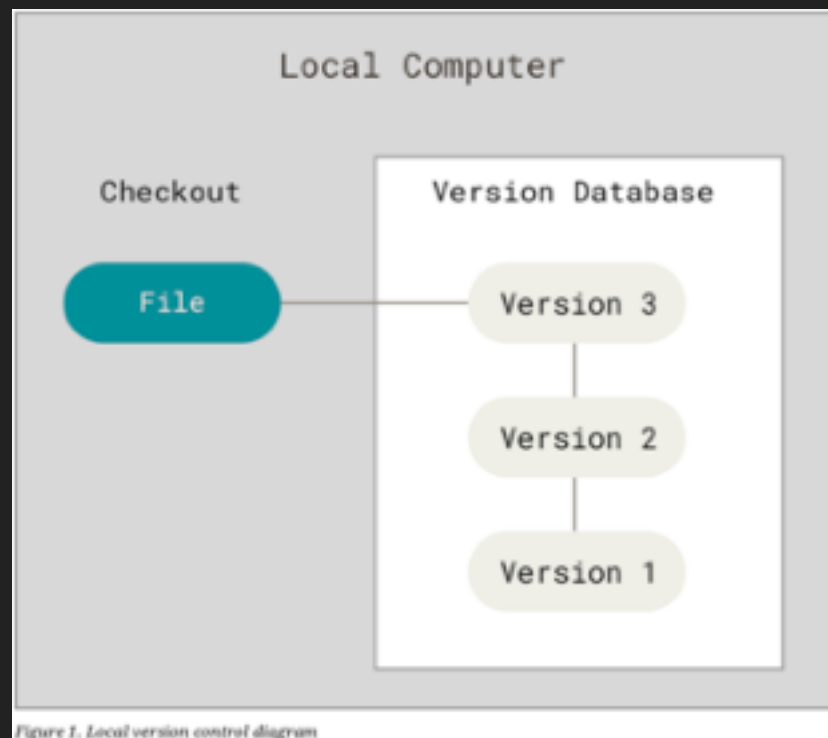 Local Computer
Checkout
Version Database
File
Version 3
Version 2
Version 1
Figure 1. Local version control diagram